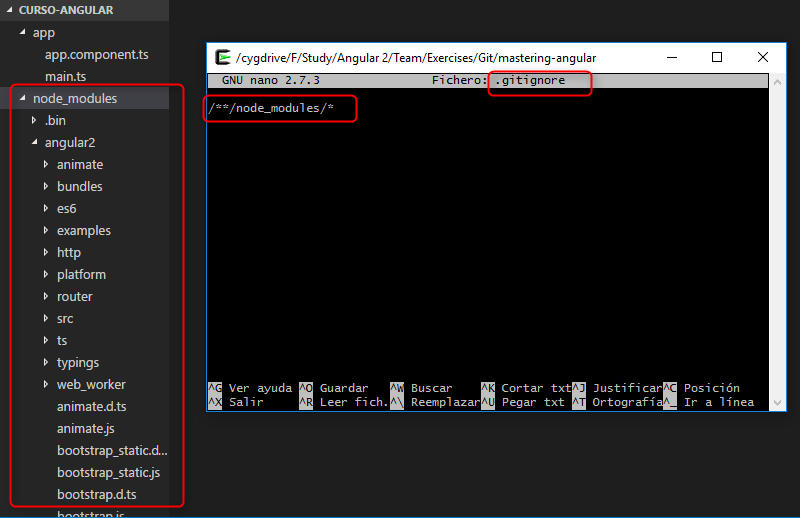 CURSO-ANGULAR
app
app.component.ts
main.ts
node_modules
.bin
angular2
animate
bundles
es6
examples
http
platform
router
src
ts
typings
web_worker
animate.d.ts
animate.js
bootstrap_static.d...
bootstrap_static.js
bootstrap.d.ts
bootstrap.js
/cygdrive/F/Study/Angular 2/Team/Exercises/Git/mastering-angular
GNU nano 2.7.3 Fichero: .gitignore
/**/node_modules/*
^G Ver ayuda ^O Guardar ^W Buscar ^K Cortar txt ^J Justificar ^C Posición
^X Salir ^R Leer fich. ^\ Reemplazar ^U Pegar txt ^T Ortografía ^_ Ir a línea